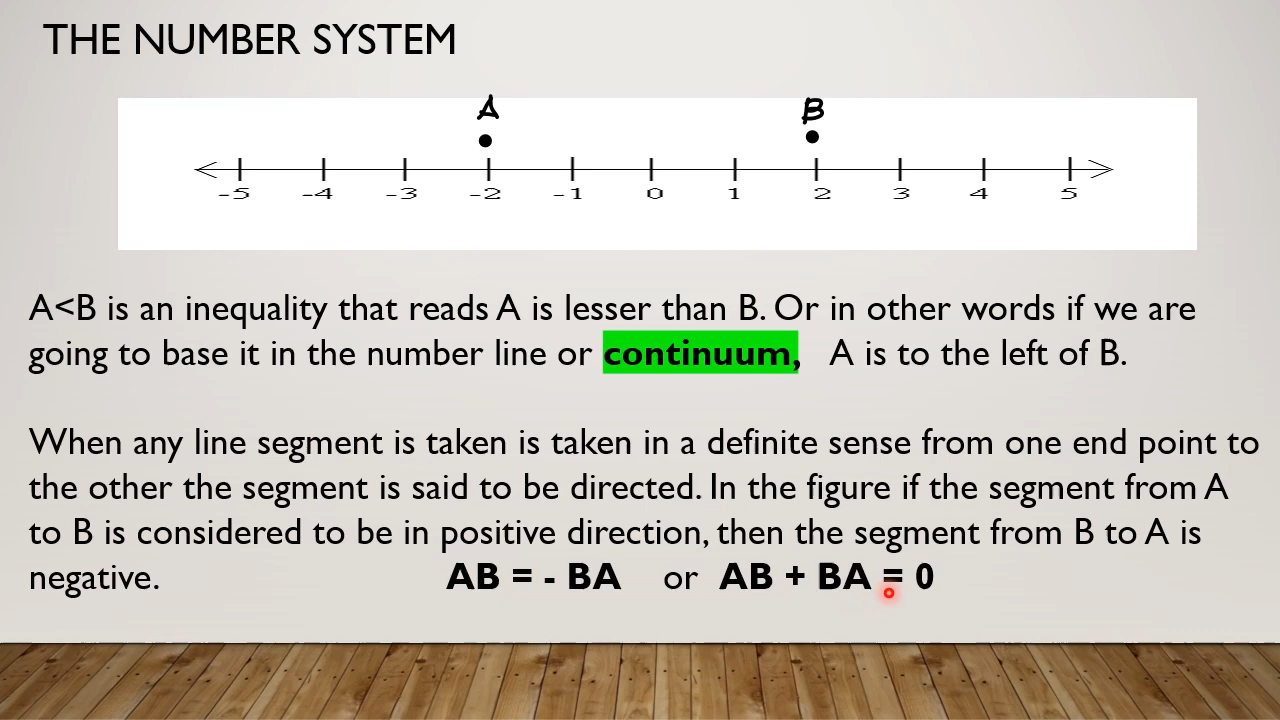 THE NUMBER SYSTEM
A B
-5 -4 -3 -2 -1 0 1 2 3 4 5
A<B is an inequality that reads A is lesser than B. Or in other words if we are
going to base it in the number line or continuum, A is to the left of B.
When any line segment is taken is taken in a definite sense from one end point to
the other the segment is said to be directed. In the figure if the segment from A
to B is considered to be in positive direction, then the segment from B to A is
negative. AB = - BA or AB + BA = 0